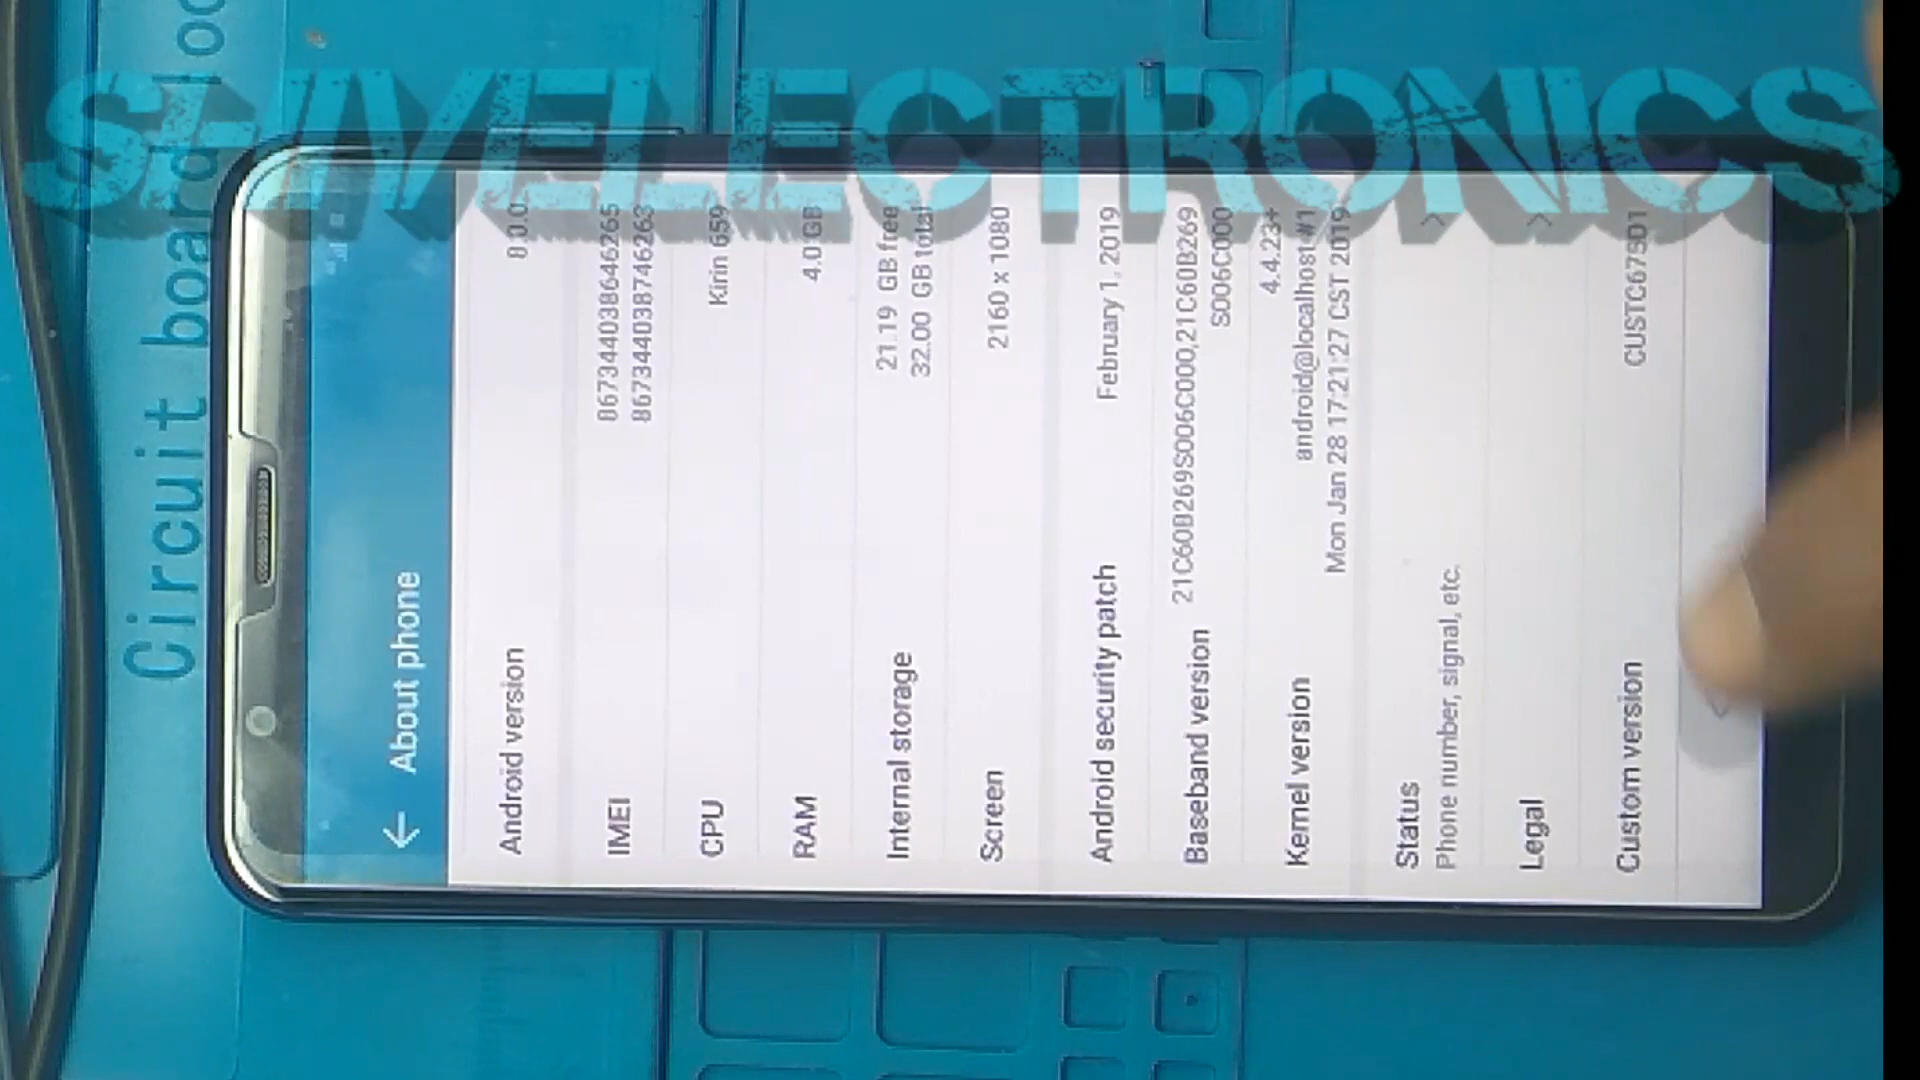 SHIVELECTRONICS
Circuit board loc
About phone
Android version 8.0.0
IMEI 867344038646265
867344038746263
CPU Kirin 659
RAM 4.0 GB
Internal storage 21.19 GB free
32.00 GB total
Screen 2160 x 1080
Android security patch February 1, 2019
Baseband version 21C60B269S006C000,21C60B269
S006C000
Kernel version 4.4.23+
android@localhost #1
Mon Jan 28 17:21:27 CST 2019
Status
Phone number, signal, etc.
Legal
Custom version CUSTC675D1